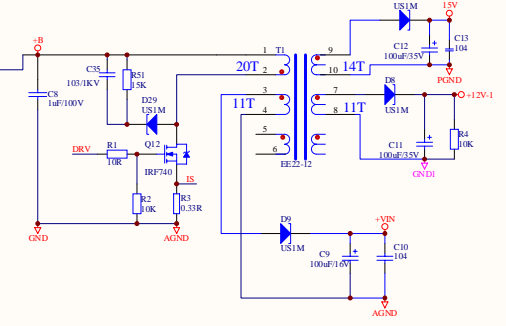 +B
C8
1uF/100V
GND
C35
103/1KV
R51
15K
D29
US1M
DRV
R1
10R
Q12
IRF740
IS
R2
10K
R3
0.33R
AGND
T1
1
2
3
4
5
6
9
10
7
8
20T
11T
14T
11T
EE22-12
US1M
15V
C12
100uF/35V
C13
104
PGND
D8
US1M
+12V-1
C11
100uF/35V
R4
10K
GND1
D9
US1M
+VIN
C9
100uF/16V
C10
104
AGND